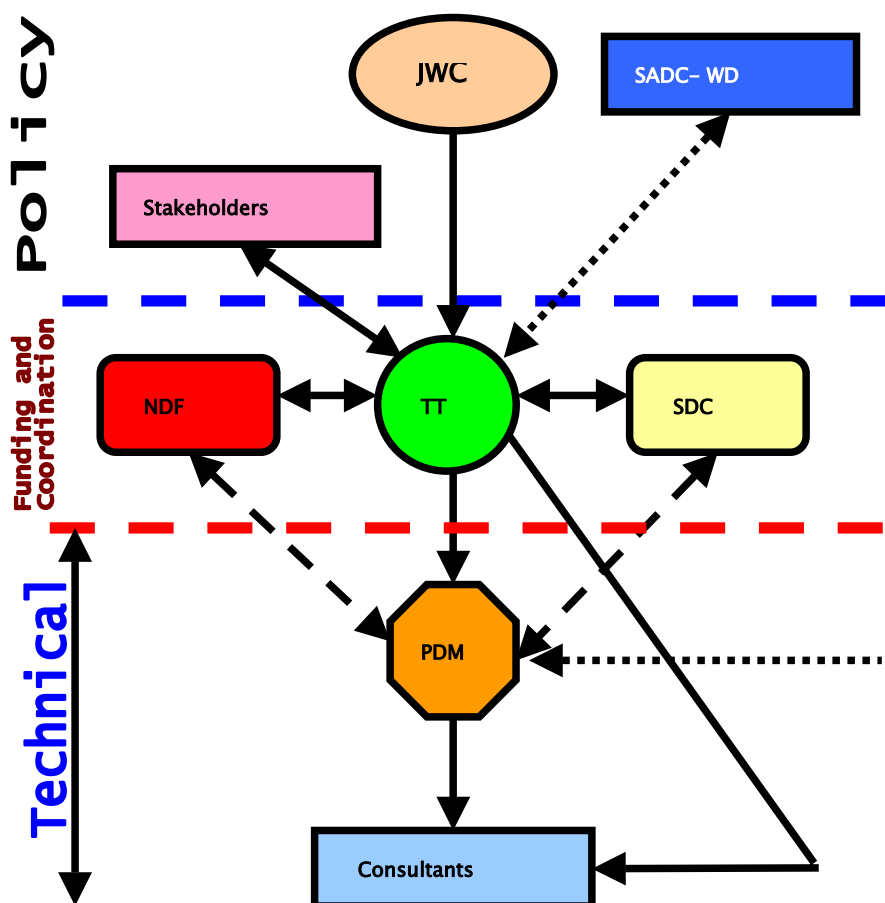 Policy
JWC
SADC- WD
Stakeholders
Funding and
Coordination
NDF
TT
SDC
Technical
PDM
Consultants